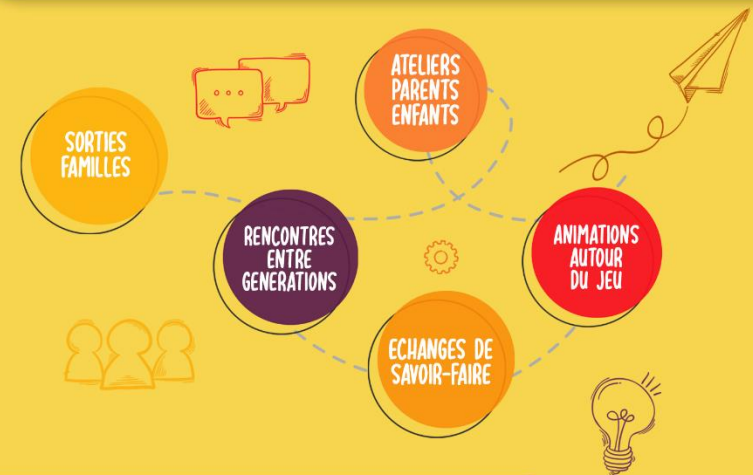 ATELIERS
PARENTS
ENFANTS
SORTIES
FAMILLES
RENCONTRES
ENTRE
GENERATIONS
ANIMATIONS
AUTOUR
DU JEU
ECHANGES DE
SAVOIR-FAIRE